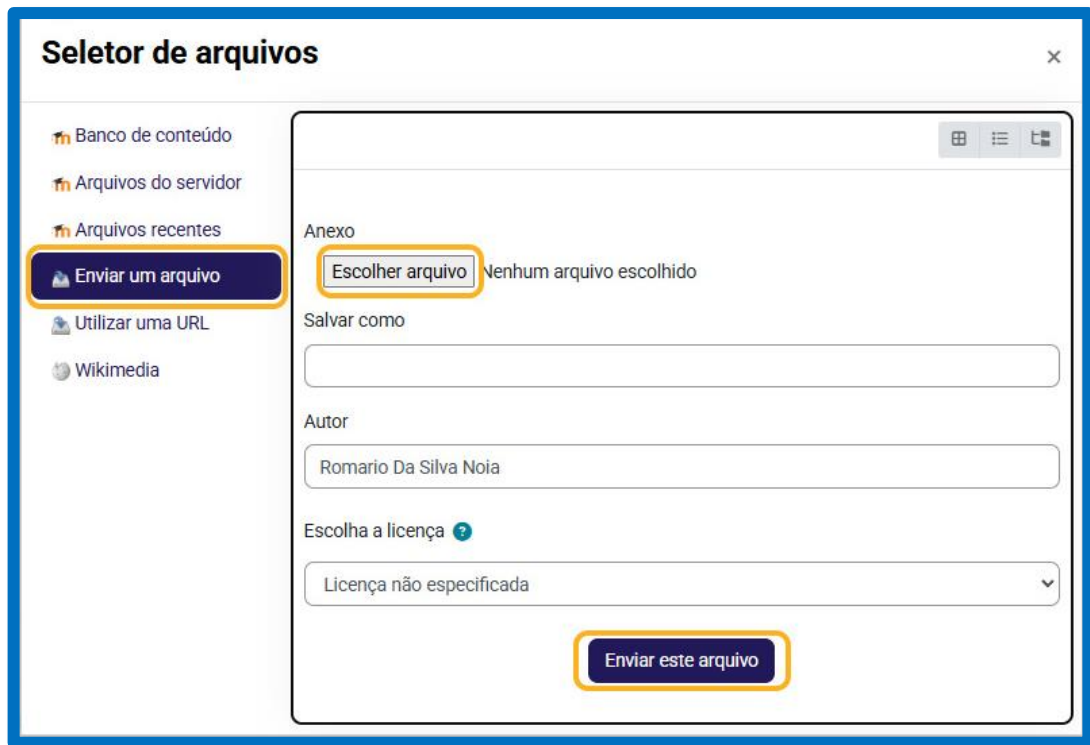 Seletor de arquivos
×
Banco de conteúdo
Arquivos do servidor
Arquivos recentes
Enviar um arquivo
Utilizar uma URL
Wikimedia
Anexo
Escolher arquivo Nenhum arquivo escolhido
Salvar como
Autor
Romario Da Silva Noia
Escolha a licença ?
Licença não especificada
Enviar este arquivo